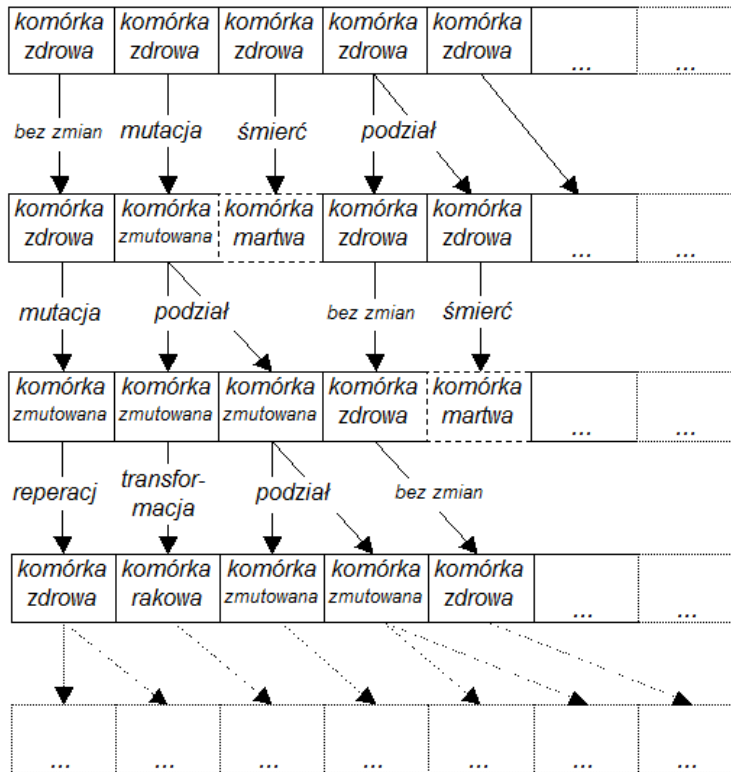 komórka komórka komórka komórka komórka
zdrowa zdrowa zdrowa zdrowa zdrowa ... ...
bez zmian mutacja śmierć podział
komórka komórka komórka komórka komórka
zdrowa zmutowana martwa zdrowa zdrowa ... ...
mutacja podział bez zmian śmierć
komórka komórka komórka komórka komórka
zmutowana zmutowana zmutowana zdrowa martwa ... ...
reperacj transfor- podział bez zmian
macja
komórka komórka komórka komórka komórka
zdrowa rakowa zmutowana zmutowana zdrowa ... ...
... ... ... ... ... ... ...